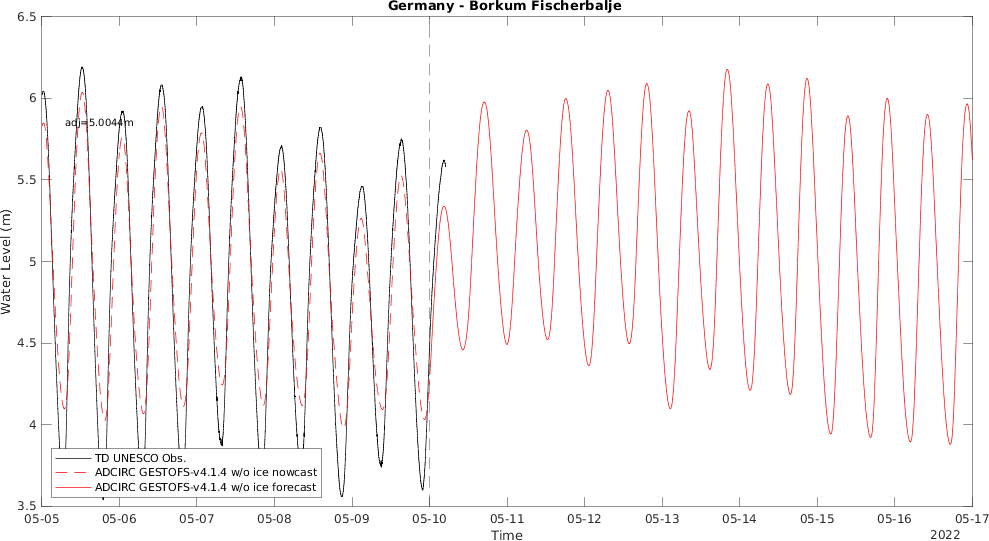 Germany - Borkum Fischerbalje
6.5
6
5.5
5
4.5
4
3.5
Water Level (m)
adj=5.0044m
TD UNESCO Obs.
ADCIRC GESTOFS-v4.1.4 w/o ice nowcast
ADCIRC GESTOFS-v4.1.4 w/o ice forecast
05-05 05-06 05-07 05-08 05-09 05-10 05-11 05-12 05-13 05-14 05-15 05-16 05-17
Time
2022